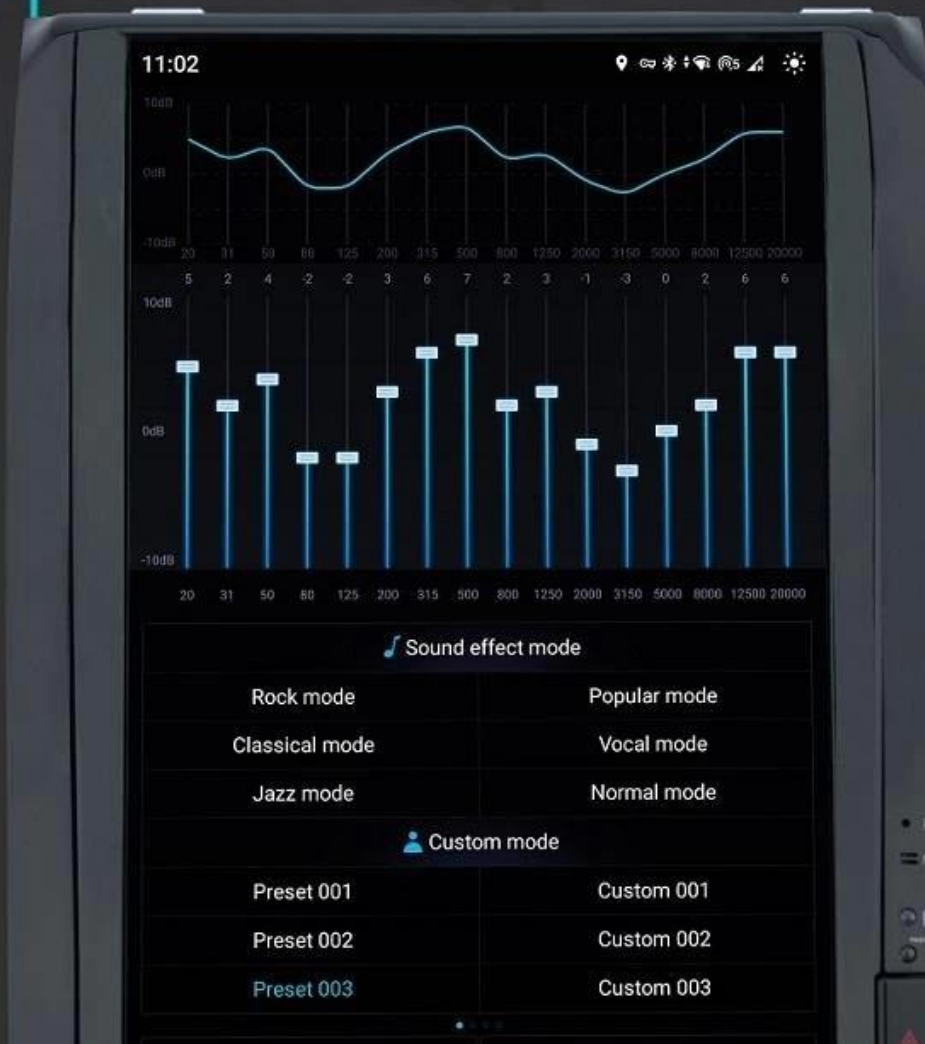 11:02
10dB
0dB
-10dB
20 31 50 80 125 200 315 500 800 1250 2000 3150 5000 8000 12500 20000
5 2 4 -2 -2 3 6 7 2 3 -1 -3 0 2 6 6
10dB
0dB
-10dB
20 31 50 80 125 200 315 500 800 1250 2000 3150 5000 8000 12500 20000
Sound effect mode
Rock mode Popular mode
Classical mode Vocal mode
Jazz mode Normal mode
Custom mode
Preset 001 Custom 001
Preset 002 Custom 002
Preset 003 Custom 003